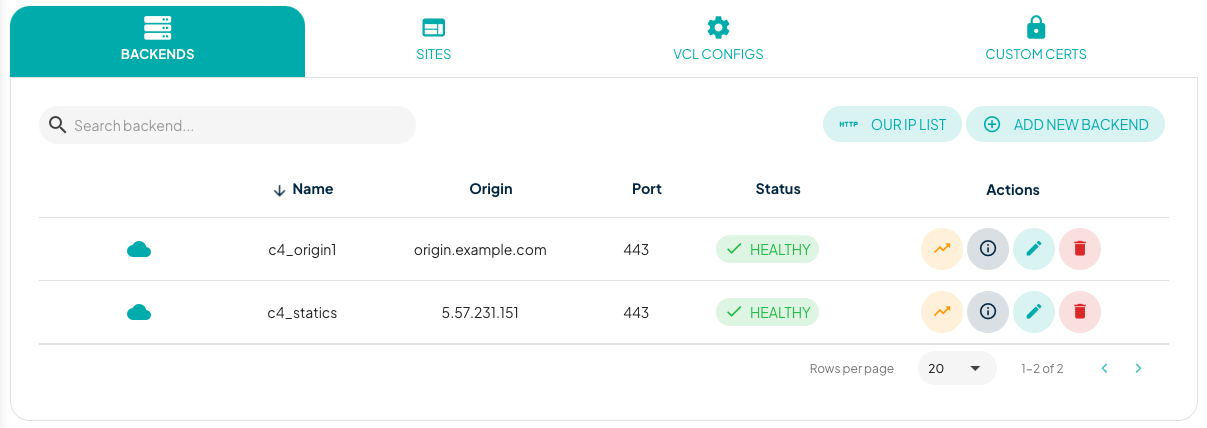 BACKENDS
SITES
VCL CONFIGS
CUSTOM CERTS
Search backend...
HTTP OUR IP LIST
ADD NEW BACKEND
Name Origin Port Status Actions
c4_origin1 origin.example.com 443 HEALTHY
c4_statics 5.57.231.151 443 HEALTHY
Rows per page 20 1-2 of 2